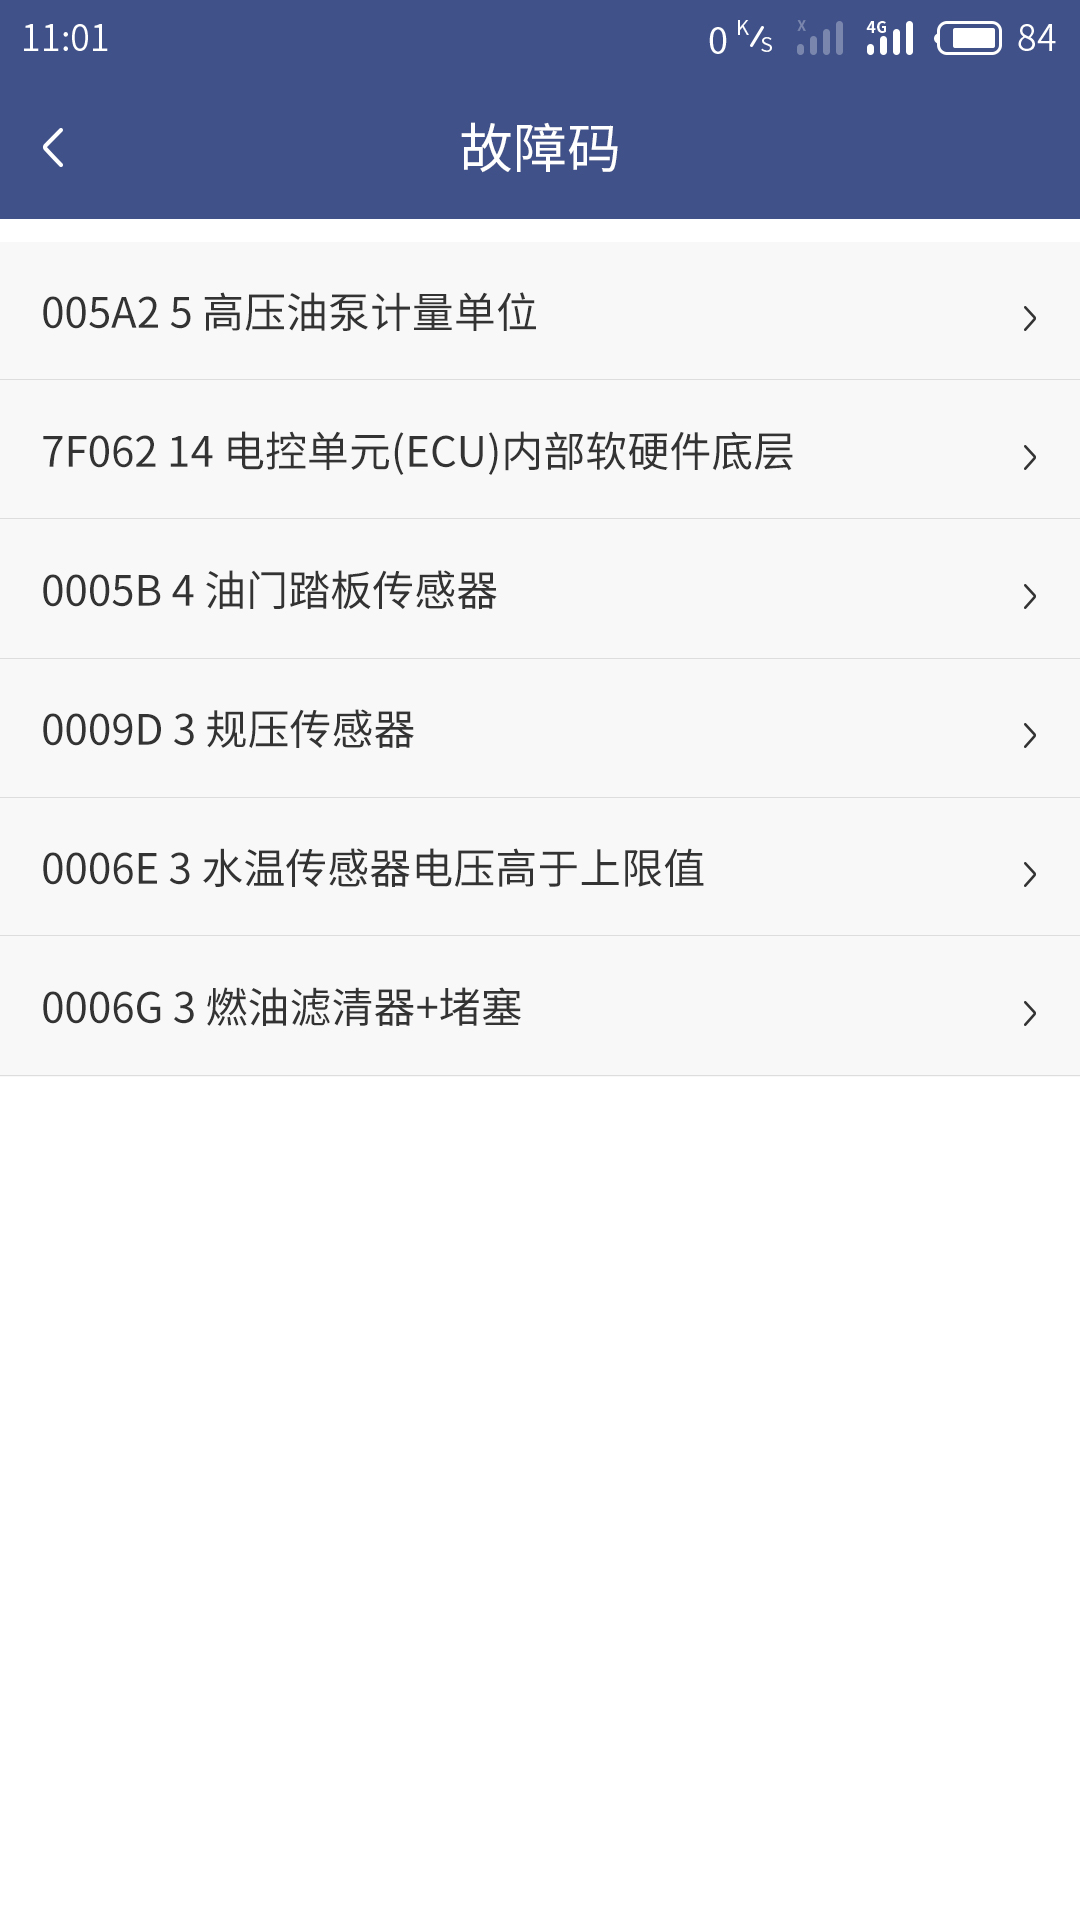 11:01
0 K/S 4G 84
故障码
005A2 5 高压油泵计量单位
7F062 14 电控单元(ECU)内部软硬件底层
0005B 4 油门踏板传感器
0009D 3 规压传感器
0006E 3 水温传感器电压高于上限值
0006G 3 燃油滤清器+堵塞